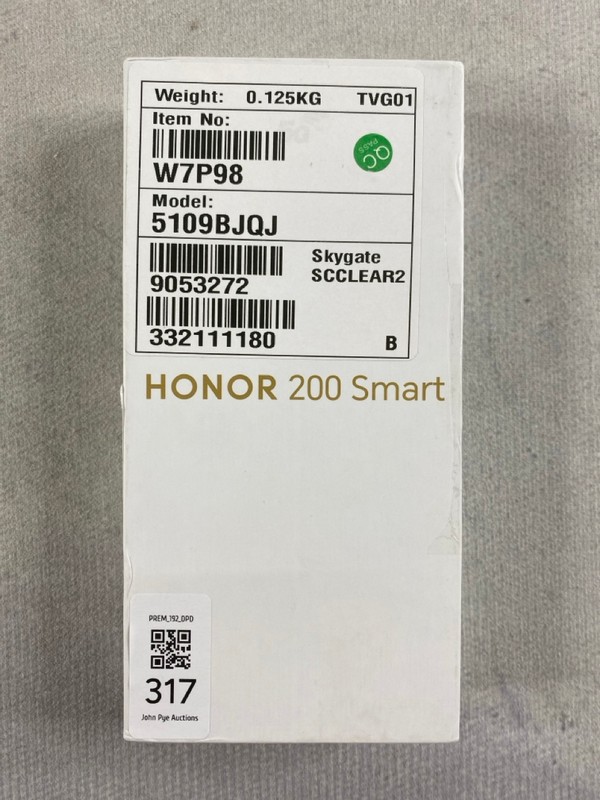 Weight: 0.125KG TVG01
Item No:
QC
PASS
W7P98
Model:
5109BJQJ
Skygate
SCCLEAR2
9053272
332111180
B
HONOR 200 Smart
PREM_192_DPD
317
John Pye Auctions